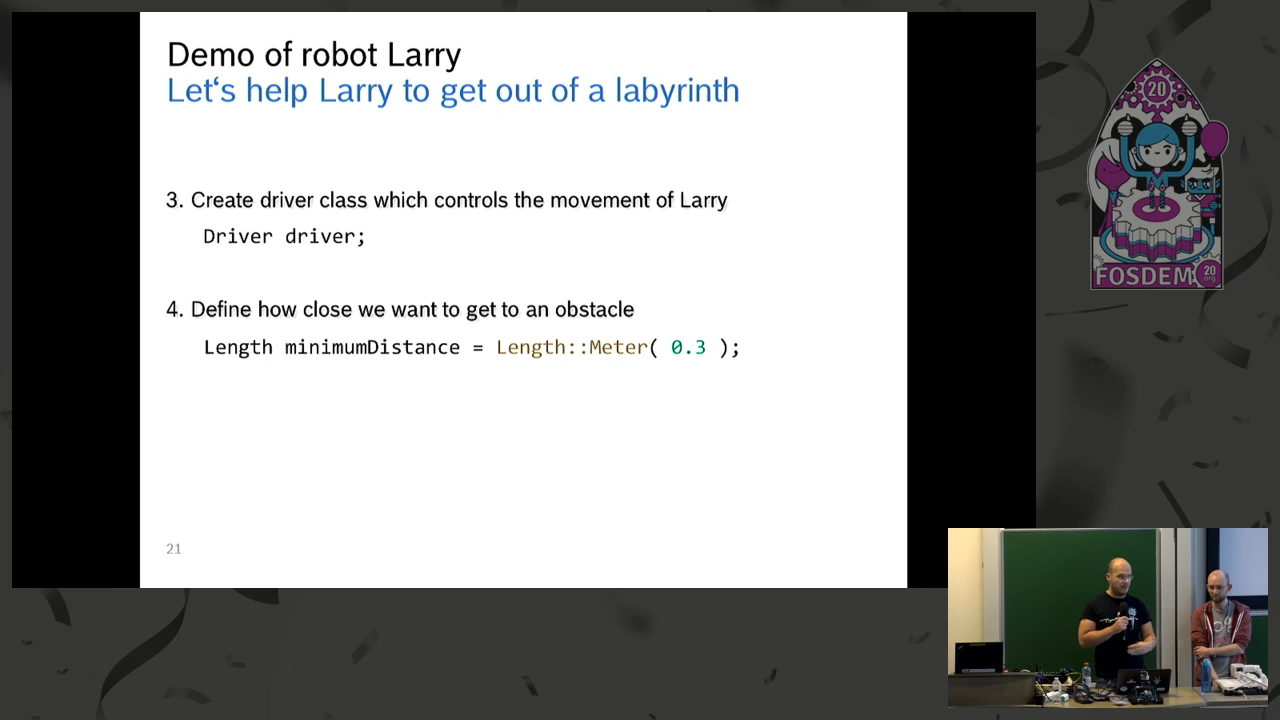 Demo of robot Larry
Let‘s help Larry to get out of a labyrinth
3. Create driver class which controls the movement of Larry
Driver driver;
4. Define how close we want to get to an obstacle
Length minimumDistance = Length::Meter( 0.3 );
21
20
FOSDEM 20
.org